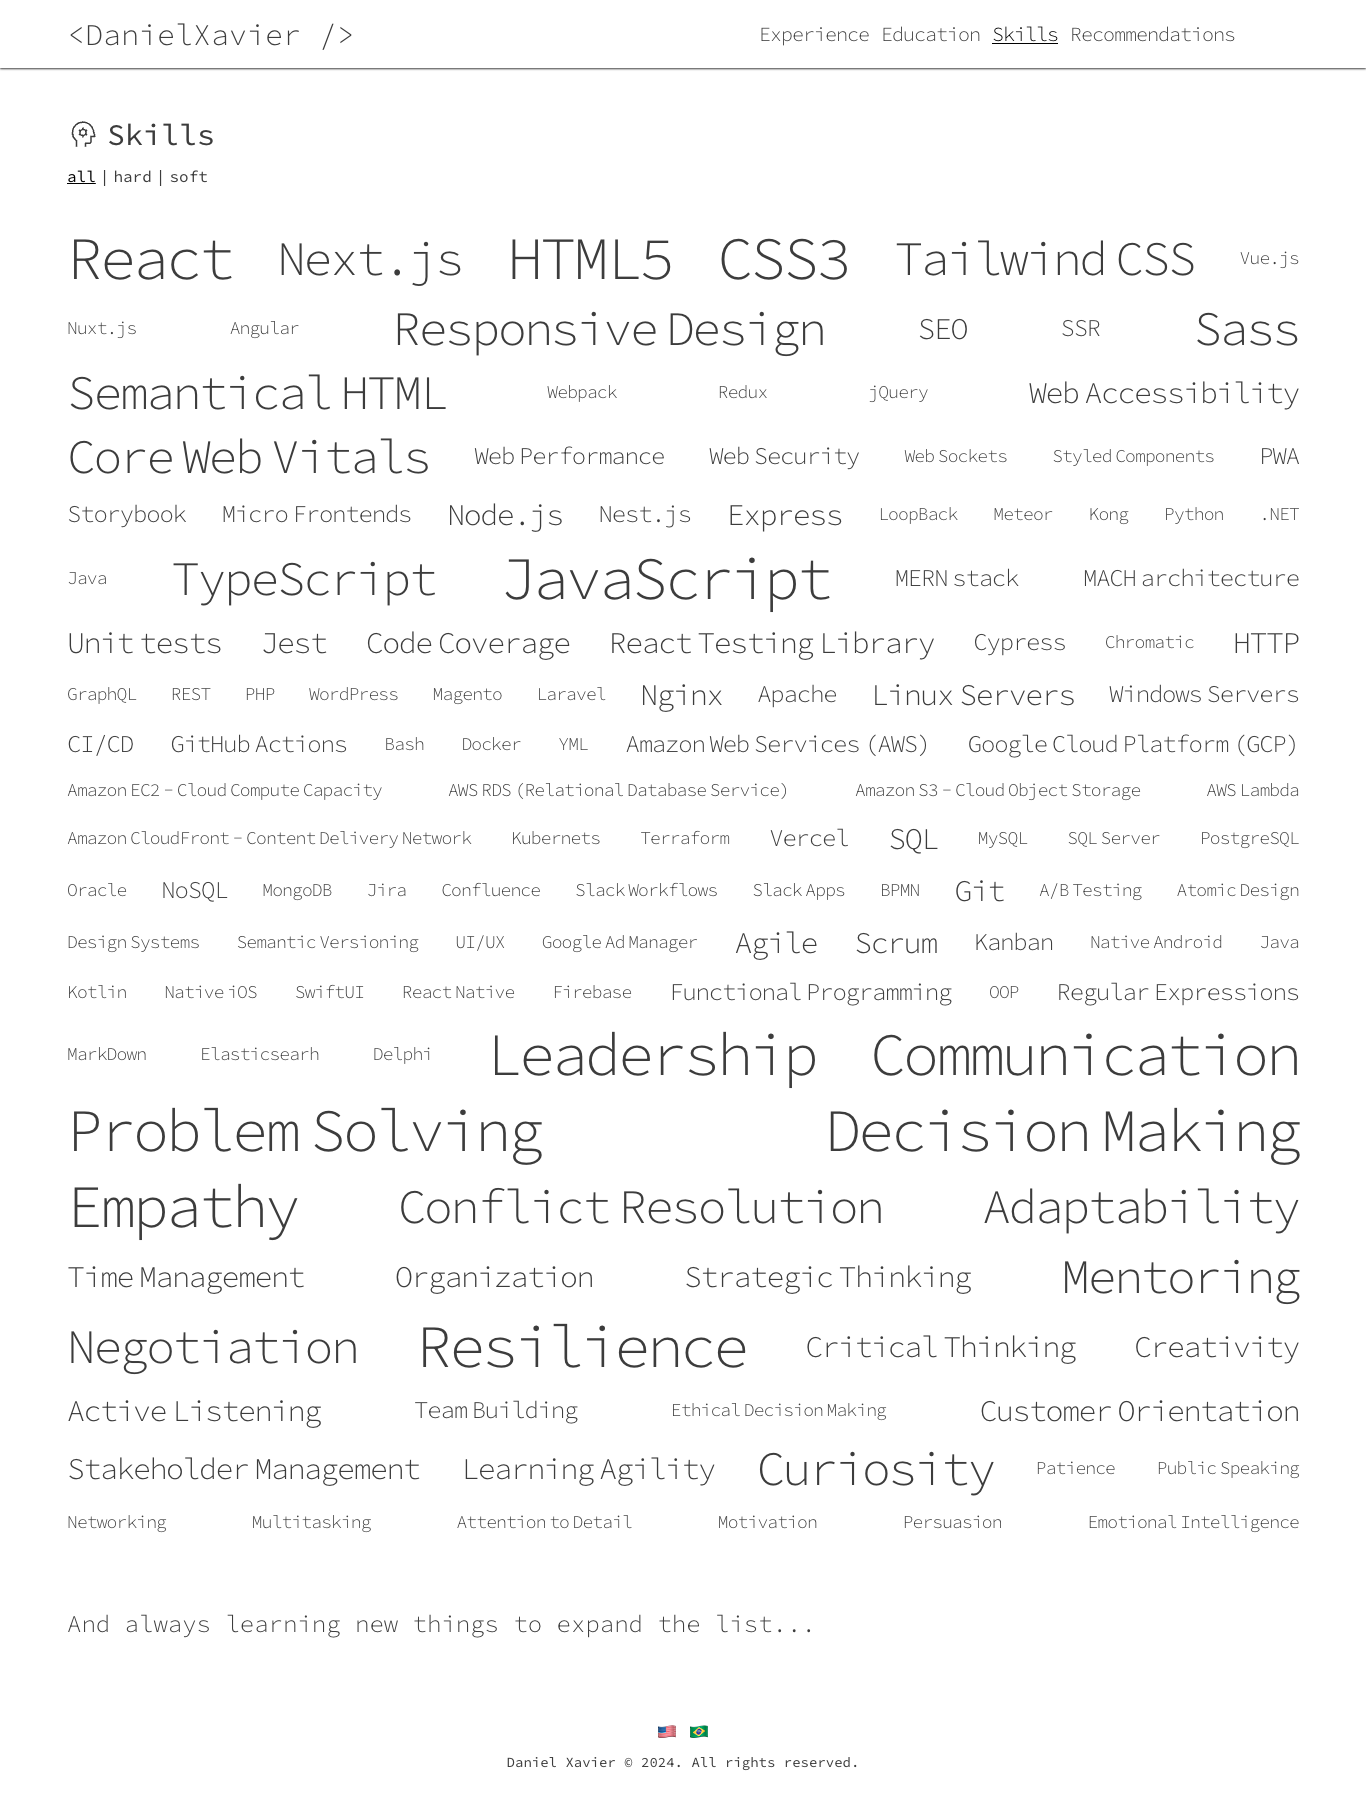 <DanielXavier />
Experience Education Skills Recommendations
Skills
all | hard | soft
React Next.js HTML5 CSS3 Tailwind CSS Vue.js
Nuxt.js Angular Responsive Design SEO SSR Sass
Semantical HTML Webpack Redux jQuery Web Accessibility
Core Web Vitals Web Performance Web Security Web Sockets Styled Components PWA
Storybook Micro Frontends Node.js Nest.js Express LoopBack Meteor Kong Python .NET
Java TypeScript JavaScript MERN stack MACH architecture
Unit tests Jest Code Coverage React Testing Library Cypress Chromatic HTTP
GraphQL REST PHP WordPress Magento Laravel Nginx Apache Linux Servers Windows Servers
CI/CD GitHub Actions Bash Docker YML Amazon Web Services (AWS) Google Cloud Platform (GCP)
Amazon EC2 - Cloud Compute Capacity AWS RDS (Relational Database Service) Amazon S3 - Cloud Object Storage AWS Lambda
Amazon CloudFront - Content Delivery Network Kubernets Terraform Vercel SQL MySQL SQL Server PostgreSQL
Oracle NoSQL MongoDB Jira Confluence Slack Workflows Slack Apps BPMN Git A/B Testing Atomic Design
Design Systems Semantic Versioning UI/UX Google Ad Manager Agile Scrum Kanban Native Android Java
Kotlin Native iOS SwiftUI React Native Firebase Functional Programming OOP Regular Expressions
MarkDown Elasticsearh Delphi Leadership Communication
Problem Solving Decision Making
Empathy Conflict Resolution Adaptability
Time Management Organization Strategic Thinking Mentoring
Negotiation Resilience Critical Thinking Creativity
Active Listening Team Building Ethical Decision Making Customer Orientation
Stakeholder Management Learning Agility Curiosity Patience Public Speaking
Networking Multitasking Attention to Detail Motivation Persuasion Emotional Intelligence
And always learning new things to expand the list...
Daniel Xavier © 2024. All rights reserved.